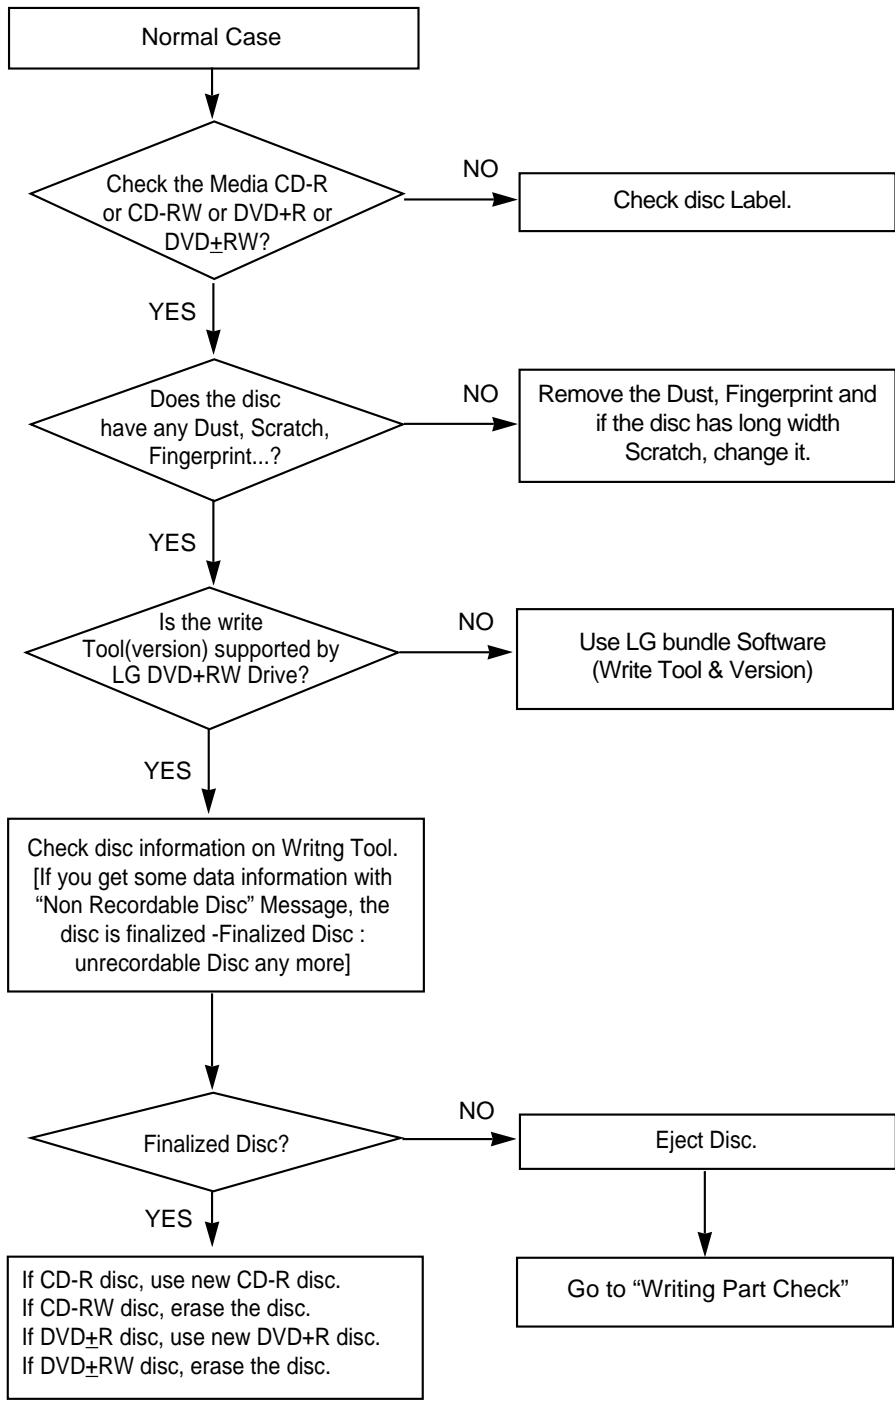 Normal Case
Check the Media CD-R
or CD-RW or DVD+R or
DVD±RW?
NO
Check disc Label.
YES
Does the disc
have any Dust, Scratch,
Fingerprint...?
NO
Remove the Dust, Fingerprint and
if the disc has long width
Scratch, change it.
YES
Is the write
Tool(version) supported by
LG DVD+RW Drive?
NO
Use LG bundle Software
(Write Tool & Version)
YES
Check disc information on Writng Tool.
[If you get some data information with
“Non Recordable Disc” Message, the
disc is finalized -Finalized Disc :
unrecordable Disc any more]
Finalized Disc?
NO
Eject Disc.
YES
Go to “Writing Part Check”
If CD-R disc, use new CD-R disc.
If CD-RW disc, erase the disc.
If DVD±R disc, use new DVD+R disc.
If DVD±RW disc, erase the disc.